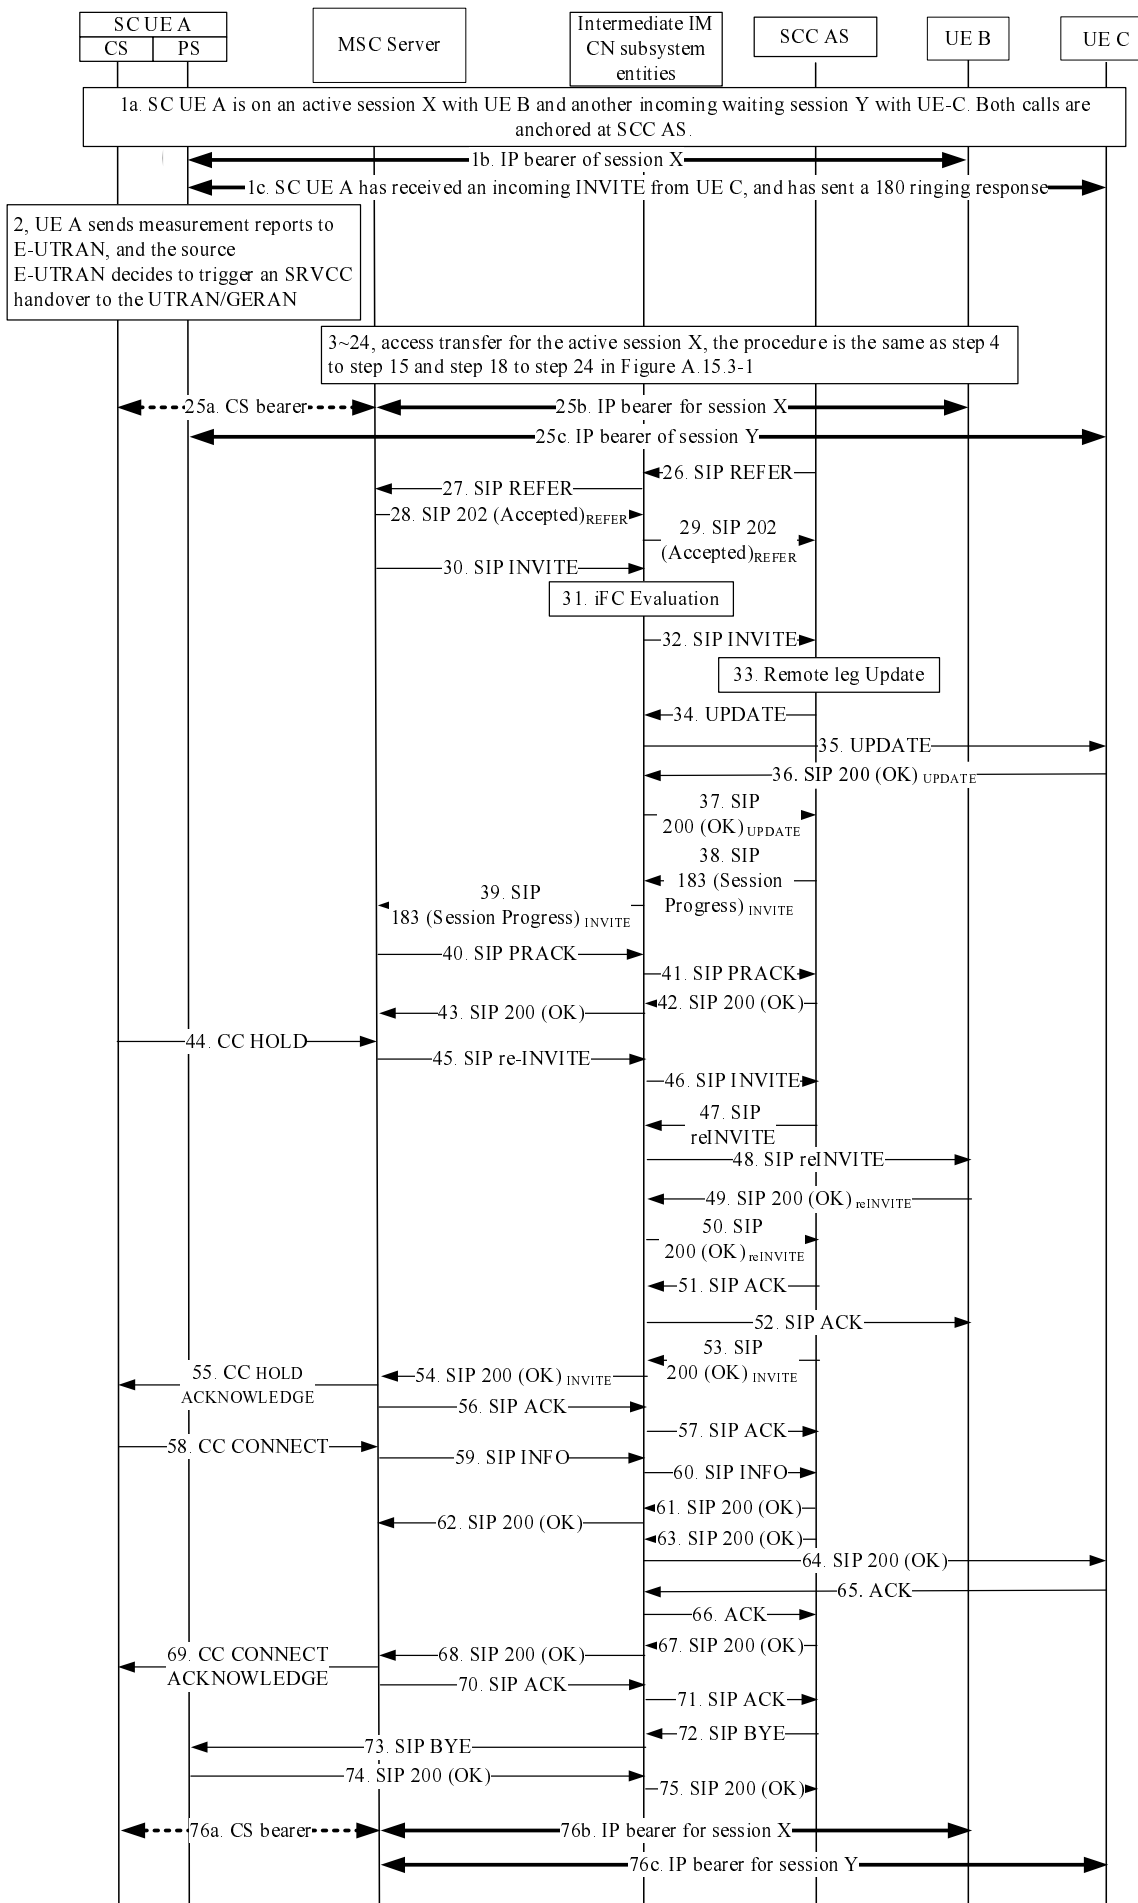 SC UE A
CS
PS
MSC Server
Intermediate IM
CN subsystem
entities
SCC AS
UE B
UE C
1a. SC UE A is on an active session X with UE B and another incoming waiting session Y with UE-C. Both calls are
anchored at SCC AS.
1b. IP bearer of session X
1c. SC UE A has received an incoming INVITE from UE C, and has sent a 180 ringing response
2, UE A sends measurement reports to
E-UTRAN, and the source
E-UTRAN decides to trigger an SRVCC
handover to the UTRAN/GERAN
3~24, access transfer for the active session X, the procedure is the same as step 4
to step 15 and step 18 to step 24 in Figure A.15.3-1
25a. CS bearer
25b. IP bearer for session X
25c. IP bearer of session Y
26. SIP REFER
27. SIP REFER
28. SIP 202 (Accepted)REFER
29. SIP 202
(Accepted)REFER
30. SIP INVITE
31. iFC Evaluation
32. SIP INVITE
33. Remote leg Update
34. UPDATE
35. UPDATE
36. SIP 200 (OK) UPDATE
37. SIP
200 (OK) UPDATE
38. SIP
183 (Session
Progress) INVITE
39. SIP
183 (Session Progress) INVITE
40. SIP PRACK
41. SIP PRACK
42. SIP 200 (OK)
43. SIP 200 (OK)
44. CC HOLD
45. SIP re-INVITE
46. SIP INVITE
47. SIP
reINVITE
48. SIP reINVITE
49. SIP 200 (OK) reINVITE
50. SIP
200 (OK) reINVITE
51. SIP ACK
52. SIP ACK
53. SIP
200 (OK) INVITE
54. SIP 200 (OK) INVITE
55. CC HOLD
ACKNOWLEDGE
56. SIP ACK
57. SIP ACK
58. CC CONNECT
59. SIP INFO
60. SIP INFO
61. SIP 200 (OK)
62. SIP 200 (OK)
63. SIP 200 (OK)
64. SIP 200 (OK)
65. ACK
66. ACK
67. SIP 200 (OK)
68. SIP 200 (OK)
69. CC CONNECT
ACKNOWLEDGE
70. SIP ACK
71. SIP ACK
72. SIP BYE
73. SIP BYE
74. SIP 200 (OK)
75. SIP 200 (OK)
76a. CS bearer
76b. IP bearer for session X
76c. IP bearer for session Y